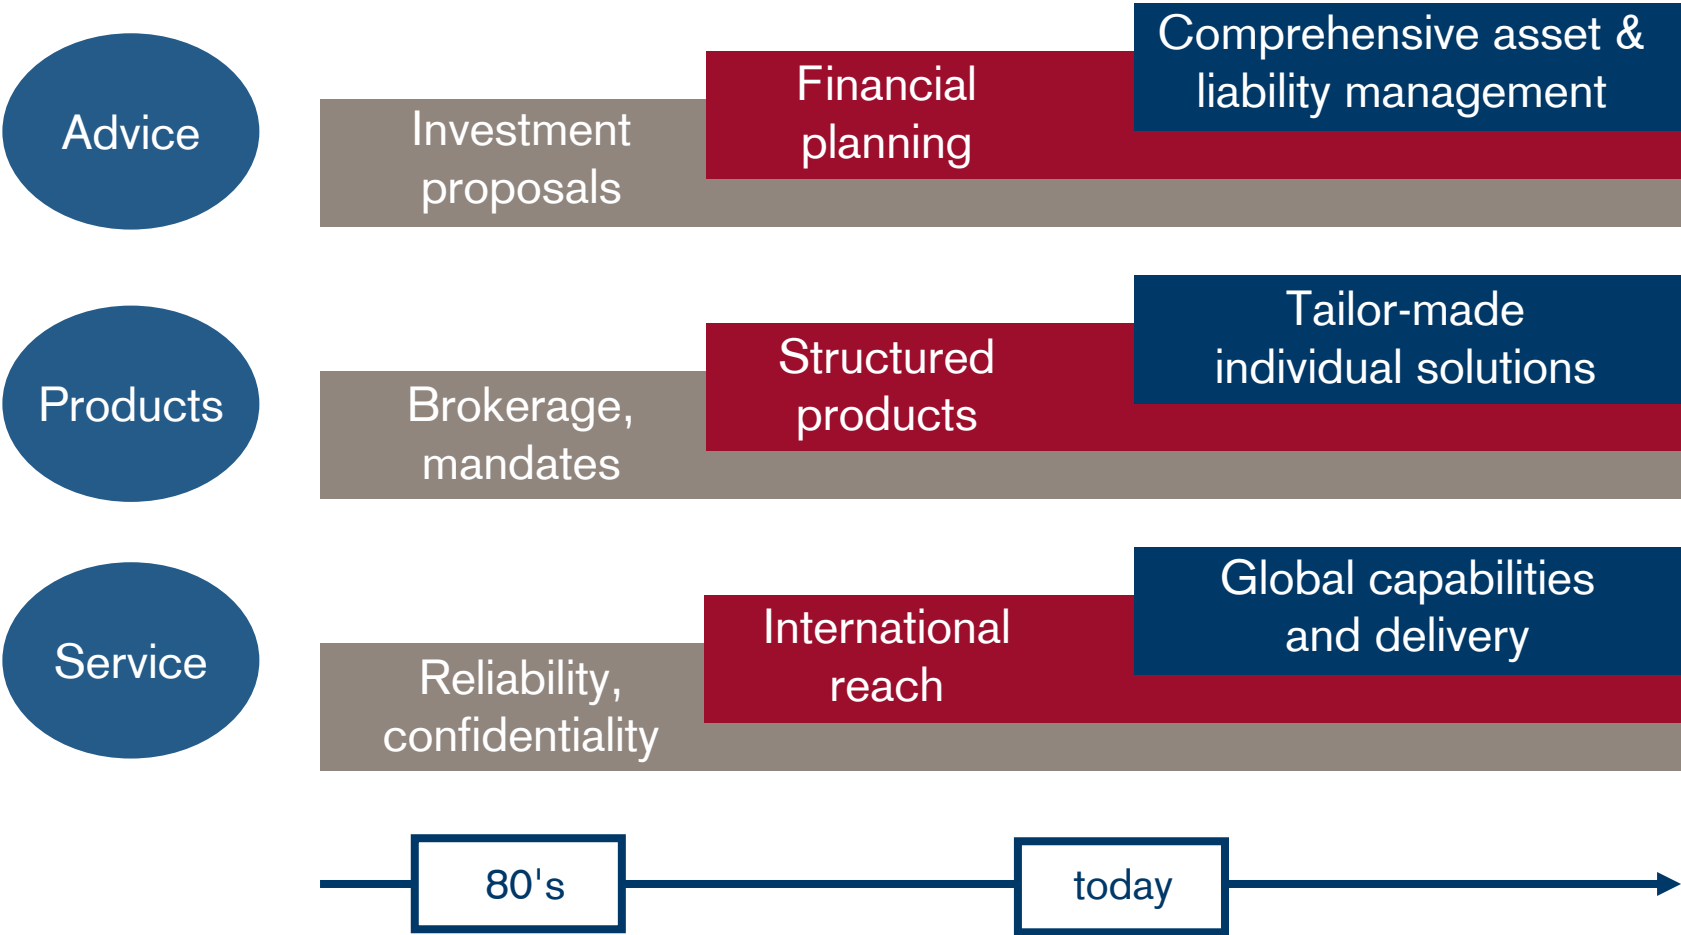 Advice
Investment
proposals
Financial
planning
Comprehensive asset &
liability management
Products
Brokerage,
mandates
Structured
products
Tailor-made
individual solutions
Service
Reliability,
confidentiality
International
reach
Global capabilities
and delivery
80's
today